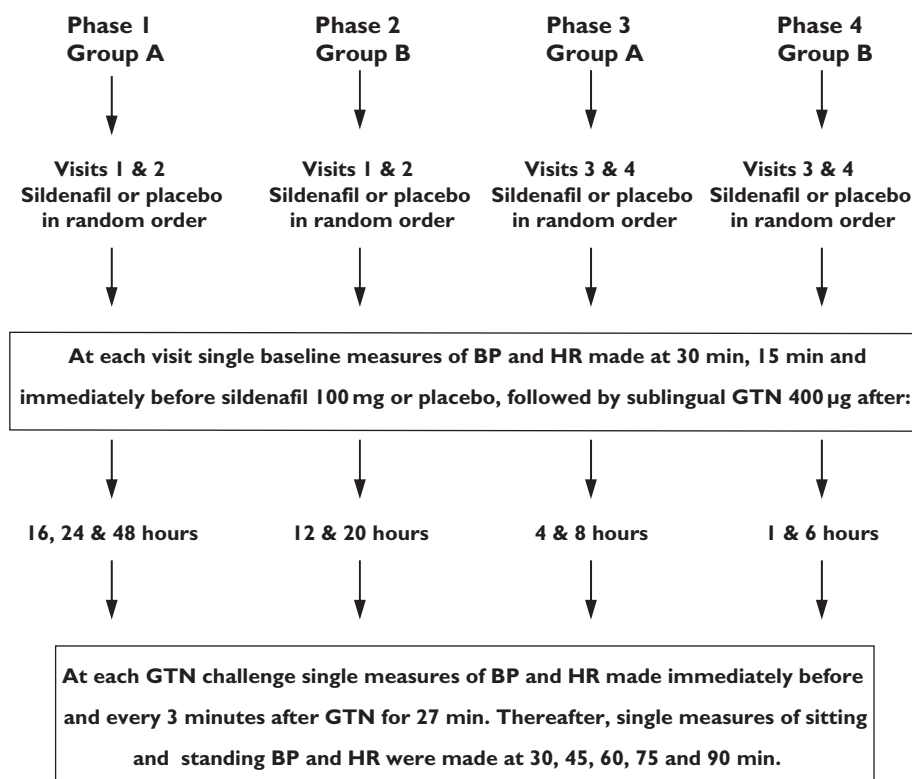 Phase 1
Group A
Phase 2
Group B
Phase 3
Group A
Phase 4
Group B
Visits 1 & 2
Sildenafil or placebo
in random order
Visits 1 & 2
Sildenafil or placebo
in random order
Visits 3 & 4
Sildenafil or placebo
in random order
Visits 3 & 4
Sildenafil or placebo
in random order
At each visit single baseline measures of BP and HR made at 30 min, 15 min and
immediately before sildenafil 100 mg or placebo, followed by sublingual GTN 400 µg after:
16, 24 & 48 hours
12 & 20 hours
4 & 8 hours
1 & 6 hours
At each GTN challenge single measures of BP and HR made immediately before
and every 3 minutes after GTN for 27 min. Thereafter, single measures of sitting
and standing BP and HR were made at 30, 45, 60, 75 and 90 min.